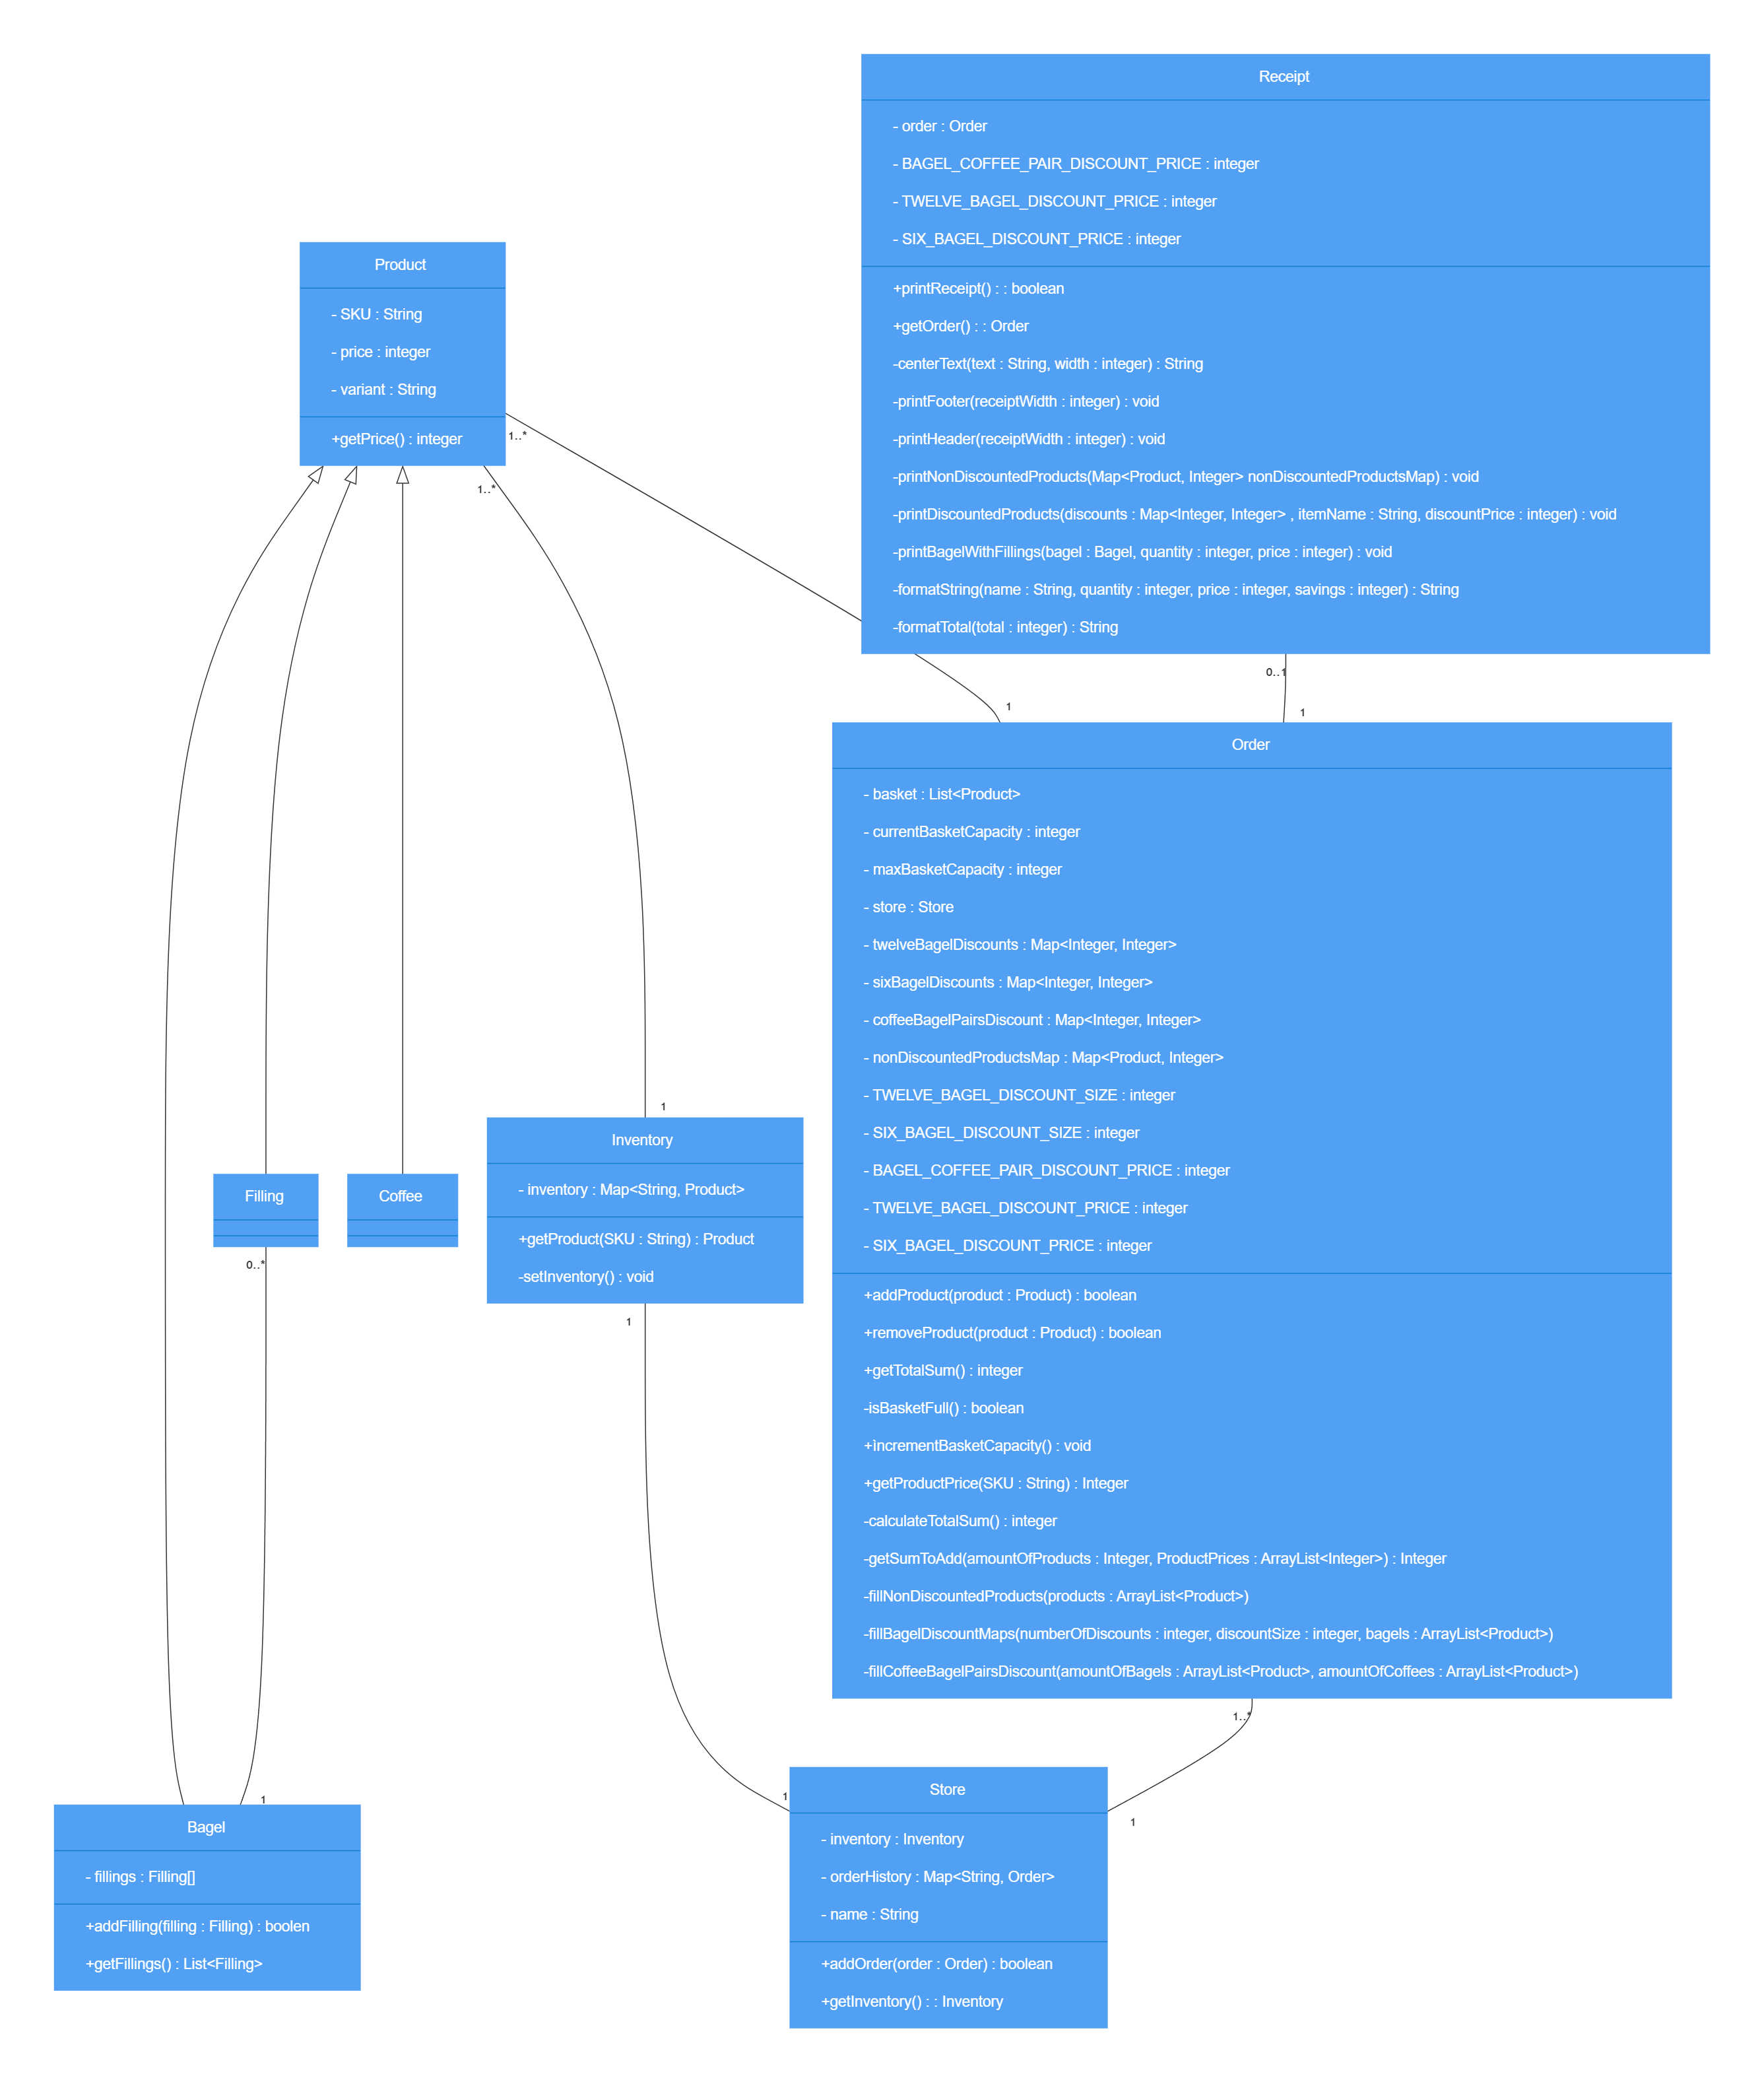 Receipt
- order : Order
- BAGEL_COFFEE_PAIR_DISCOUNT_PRICE : integer
- TWELVE_BAGEL_DISCOUNT_PRICE : integer
- SIX_BAGEL_DISCOUNT_PRICE : integer
+printReceipt() : : boolean
+getOrder() : : Order
-centerText(text : String, width : integer) : String
-printFooter(receiptWidth : integer) : void
-printHeader(receiptWidth : integer) : void
-printNonDiscountedProducts(Map<Product, Integer> nonDiscountedProductsMap) : void
-printDiscountedProducts(discounts : Map<Integer, Integer> , itemName : String, discountPrice : integer) : void
-printBagelWithFillings(bagel : Bagel, quantity : integer, price : integer) : void
-formatString(name : String, quantity : integer, price : integer, savings : integer) : String
-formatTotal(total : integer) : String
Product
- SKU : String
- price : integer
- variant : String
+getPrice() : integer
1..*
1..*
0..1
1
1
Order
- basket : List<Product>
- currentBasketCapacity : integer
- maxBasketCapacity : integer
- store : Store
- twelveBagelDiscounts : Map<Integer, Integer>
- sixBagelDiscounts : Map<Integer, Integer>
- coffeeBagelPairsDiscount : Map<Integer, Integer>
- nonDiscountedProductsMap : Map<Product, Integer>
- TWELVE_BAGEL_DISCOUNT_SIZE : integer
- SIX_BAGEL_DISCOUNT_SIZE : integer
- BAGEL_COFFEE_PAIR_DISCOUNT_PRICE : integer
- TWELVE_BAGEL_DISCOUNT_PRICE : integer
- SIX_BAGEL_DISCOUNT_PRICE : integer
+addProduct(product : Product) : boolean
+removeProduct(product : Product) : boolean
+getTotalSum() : integer
-isBasketFull() : boolean
+incrementBasketCapacity() : void
+getProductPrice(SKU : String) : Integer
-calculateTotalSum() : integer
-getSumToAdd(amountOfProducts : Integer, ProductPrices : ArrayList<Integer>) : Integer
-fillNonDiscountedProducts(products : ArrayList<Product>)
-fillBagelDiscountMaps(numberOfDiscounts : integer, discountSize : integer, bagels : ArrayList<Product>)
-fillCoffeeBagelPairsDiscount(amountOfBagels : ArrayList<Product>, amountOfCoffees : ArrayList<Product>)
1
Inventory
- inventory : Map<String, Product>
+getProduct(SKU : String) : Product
-setInventory() : void
1
Filling
0..*
Coffee
1..*
1
1
1
Bagel
- fillings : Filling[]
+addFilling(filling : Filling) : boolen
+getFillings() : List<Filling>
Store
- inventory : Inventory
- orderHistory : Map<String, Order>
- name : String
+addOrder(order : Order) : boolean
+getInventory() : : Inventory